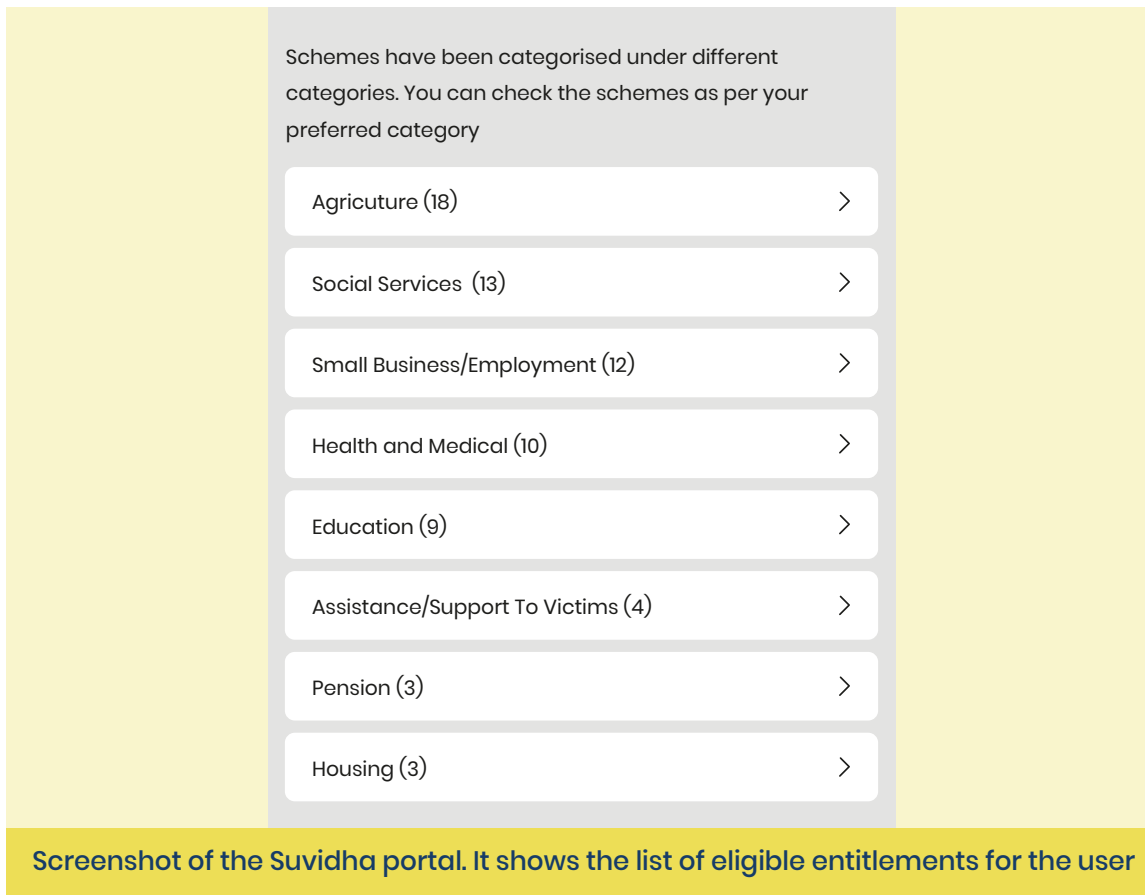 Schemes have been categorised under different
categories. You can check the schemes as per your
preferred category
Agricuture (18)
Social Services (13)
Small Business/Employment (12)
Health and Medical (10)
Education (9)
Assistance/Support To Victims (4)
Pension (3)
Housing (3)
Screenshot of the Suvidha portal. It shows the list of eligible entitlements for the user